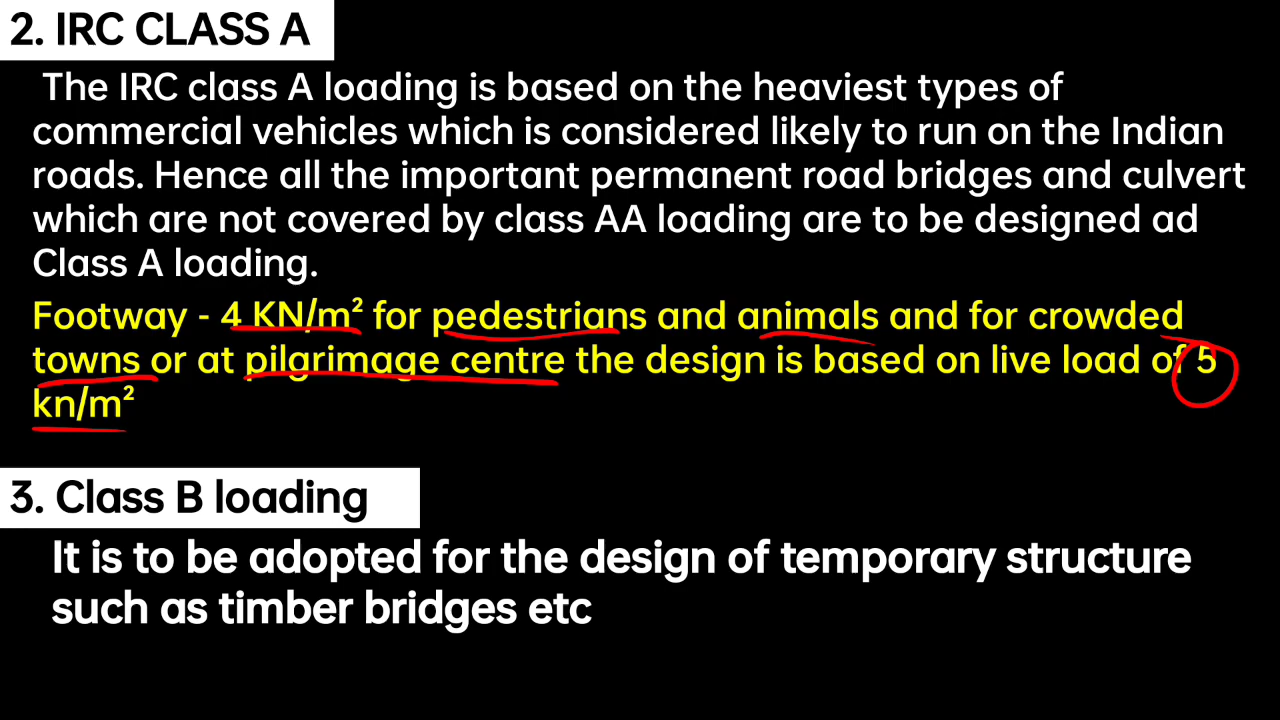 2. IRC CLASS A
The IRC class A loading is based on the heaviest types of
commercial vehicles which is considered likely to run on the Indian
roads. Hence all the important permanent road bridges and culvert
which are not covered by class AA loading are to be designed ad
Class A loading.
Footway - 4 KN/m² for pedestrians and animals and for crowded
towns or at pilgrimage centre the design is based on live load of 5
kn/m²
3. Class B loading
It is to be adopted for the design of temporary structure
such as timber bridges etc